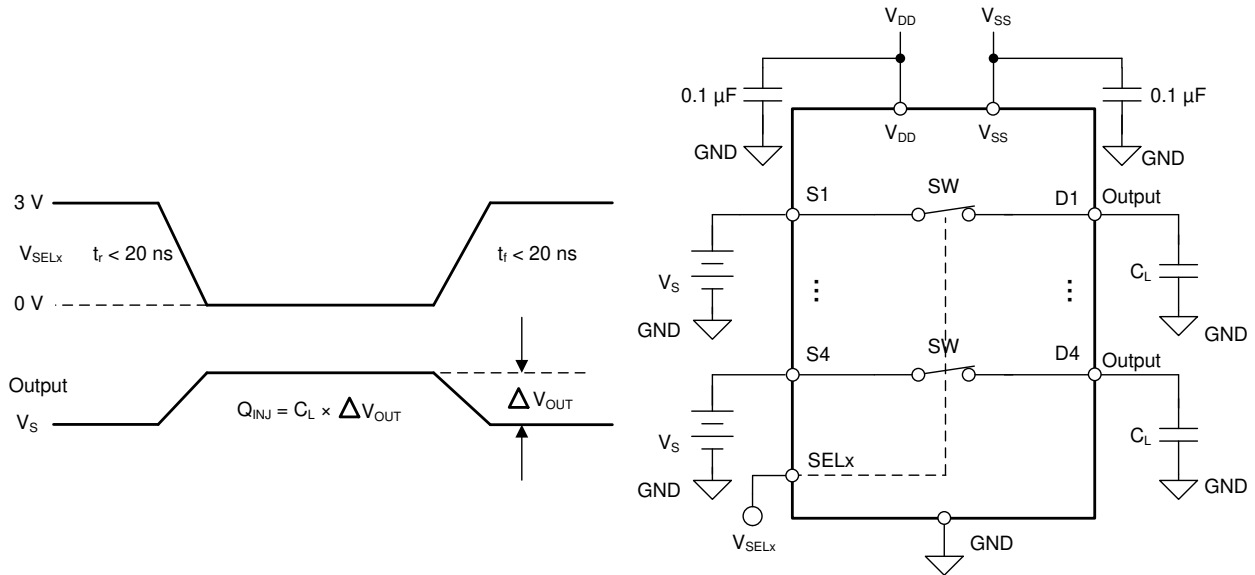 3 V
V_SELx
t_r < 20 ns
t_f < 20 ns
0 V
Output
V_S
Q_INJ = C_L × Δ V_OUT
Δ V_OUT
V_DD
V_SS
0.1 µF
0.1 µF
GND
V_DD
V_SS
GND
S1
SW
D1
Output
V_S
...
...
C_L
GND
GND
S4
SW
D4
Output
V_S
C_L
SELx
GND
GND
V_SELx
GND